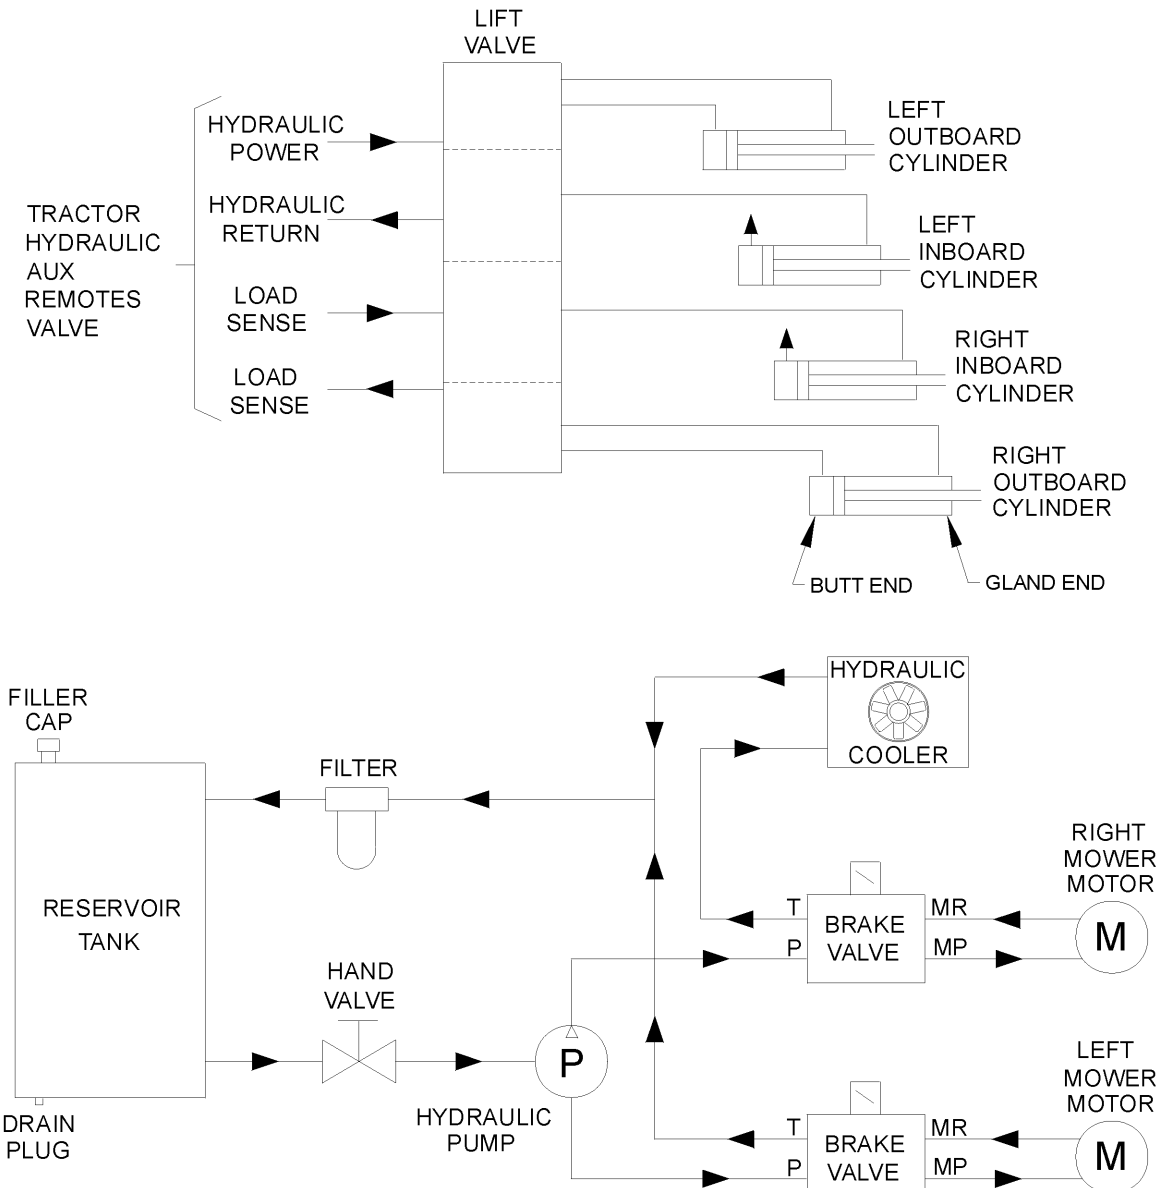 LIFT
VALVE
TRACTOR
HYDRAULIC
AUX
REMOTES
VALVE
HYDRAULIC
POWER
HYDRAULIC
RETURN
LOAD
SENSE
LOAD
SENSE
LEFT
OUTBOARD
CYLINDER
LEFT
INBOARD
CYLINDER
RIGHT
INBOARD
CYLINDER
RIGHT
OUTBOARD
CYLINDER
BUTT END
GLAND END
HYDRAULIC
COOLER
FILLER
CAP
FILTER
RESERVOIR
TANK
HAND
VALVE
DRAIN
PLUG
P
HYDRAULIC
PUMP
RIGHT
MOWER
MOTOR
T
P
BRAKE
VALVE
MR
MP
M
LEFT
MOWER
MOTOR
T
P
BRAKE
VALVE
MR
MP
M